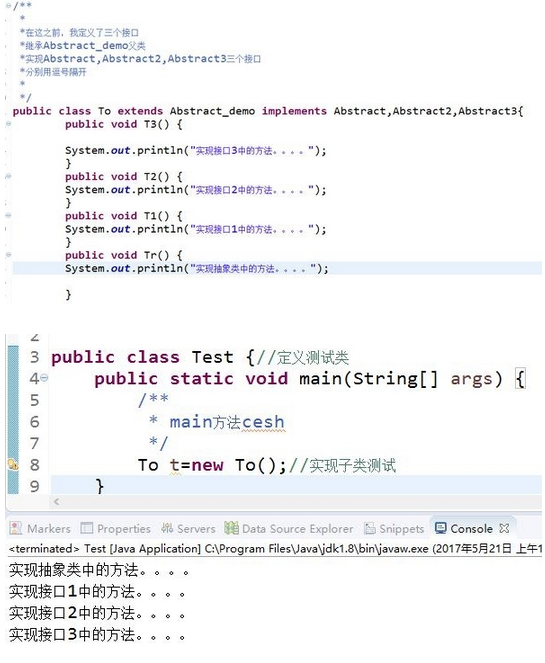 /**
*
*在这之前，我定义了三个接口
*继承Abstract_demo父类
*实现Abstract,Abstract2,Abstract3三个接口
*分别用逗号隔开
*
*/
public class To extends Abstract_demo implements Abstract,Abstract2,Abstract3{
public void T3() {
System.out.println("实现接口3中的方法。。。。");
}
public void T2() {
System.out.println("实现接口2中的方法。。。。");
}
public void T1() {
System.out.println("实现接口1中的方法。。。。");
}
public void Tr() {
System.out.println("实现抽象类中的方法。。。。");
}
2
3 public class Test {//定义测试类
4 public static void main(String[] args) {
5 /**
6 * main方法cesh
7 */
8 To t=new To();//实现子类测试
9 }
Markers Properties Servers Data Source Explorer Snippets Console
<terminated> Test [Java Application] C:\Program Files\Java\jdk1.8\bin\javaw.exe (2017年5月21日 上午1
实现抽象类中的方法。。。。
实现接口1中的方法。。。。
实现接口2中的方法。。。。
实现接口3中的方法。。。。